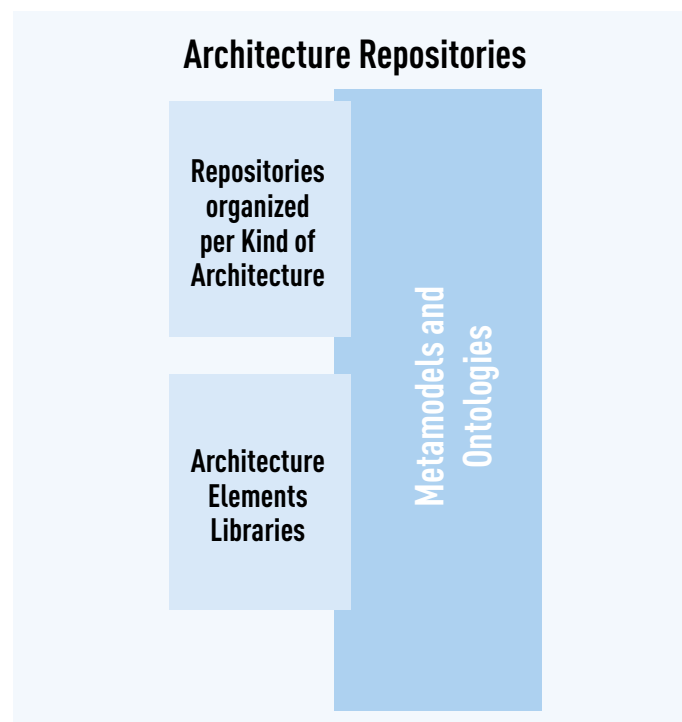 Architecture Repositories
Repositories
organized
per Kind of
Architecture
Architecture
Elements
Libraries
Metamodels and
Ontologies